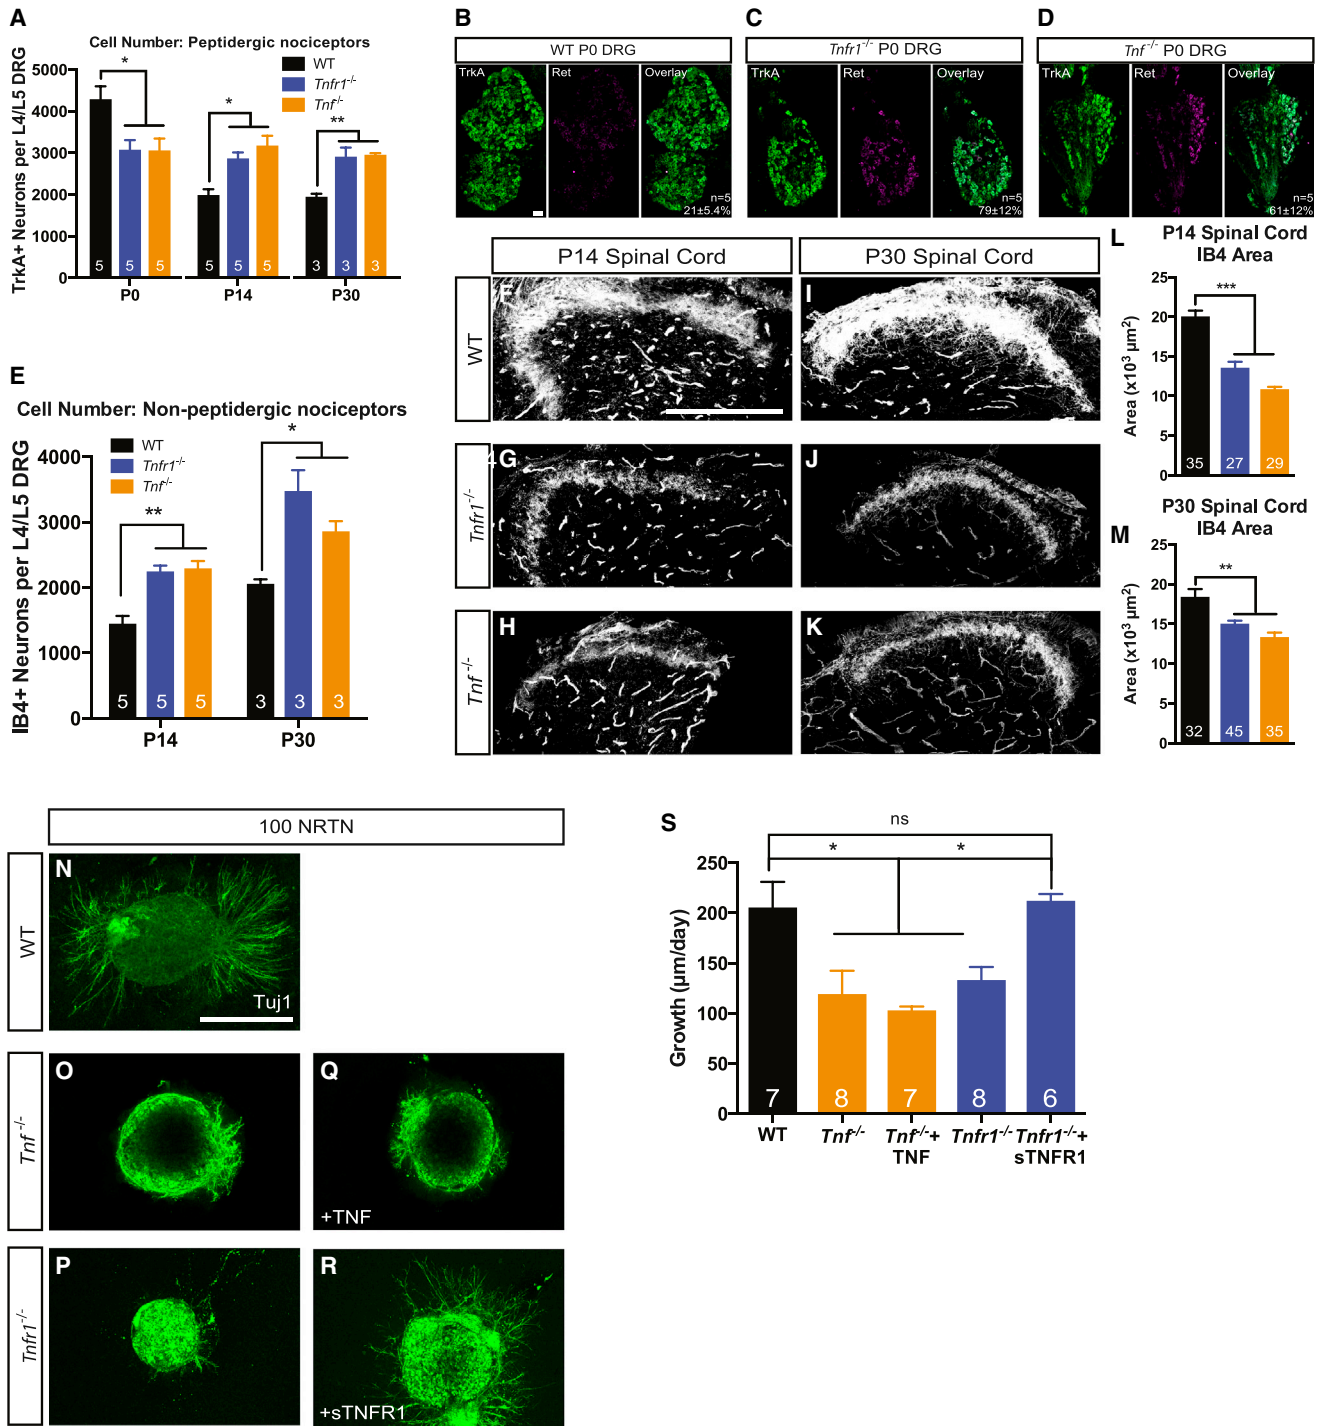 A
Cell Number: Peptidergic nociceptors
TrkA+ Neurons per L4/L5 DRG
5000
4000
3000
2000
1000
0
*
*
**
WT
Tnfr1-/-
Tnf-/-
5 5 5
5 5 5
3 3 3
P0 P14 P30
B
WT P0 DRG
TrkA Ret Overlay
n=5
21±5.4%
C
Tnfr1-/- P0 DRG
TrkA Ret Overlay
n=5
79±12%
D
Tnf-/- P0 DRG
TrkA Ret Overlay
n=5
61±12%
E
Cell Number: Non-peptidergic nociceptors
IB4+ Neurons per L4/L5 DRG
4000
3000
2000
1000
0
WT
Tnfr1-/-
Tnf-/-
**
*
5 5 5
3 3 3
P14 P30
P14 Spinal Cord
P30 Spinal Cord
WT
F
I
Tnfr1-/-
G
J
Tnf-/-
H
K
L
P14 Spinal Cord
IB4 Area
Area (x10³ µm²)
25
20
15
10
5
0
***
35 27 29
M
P30 Spinal Cord
IB4 Area
Area (x10³ µm²)
25
20
15
10
5
0
**
32 45 35
100 NRTN
WT
N
Tuj1
Tnf-/-
O
Q
+TNF
Tnfr1-/-
P
R
+sTNFR1
S
ns
*
*
Growth (µm/day)
250
200
150
100
50
0
7 8 7 8 6
WT Tnf-/- Tnf-/-+ Tnfr1-/- Tnfr1-/-+
TNF sTNFR1